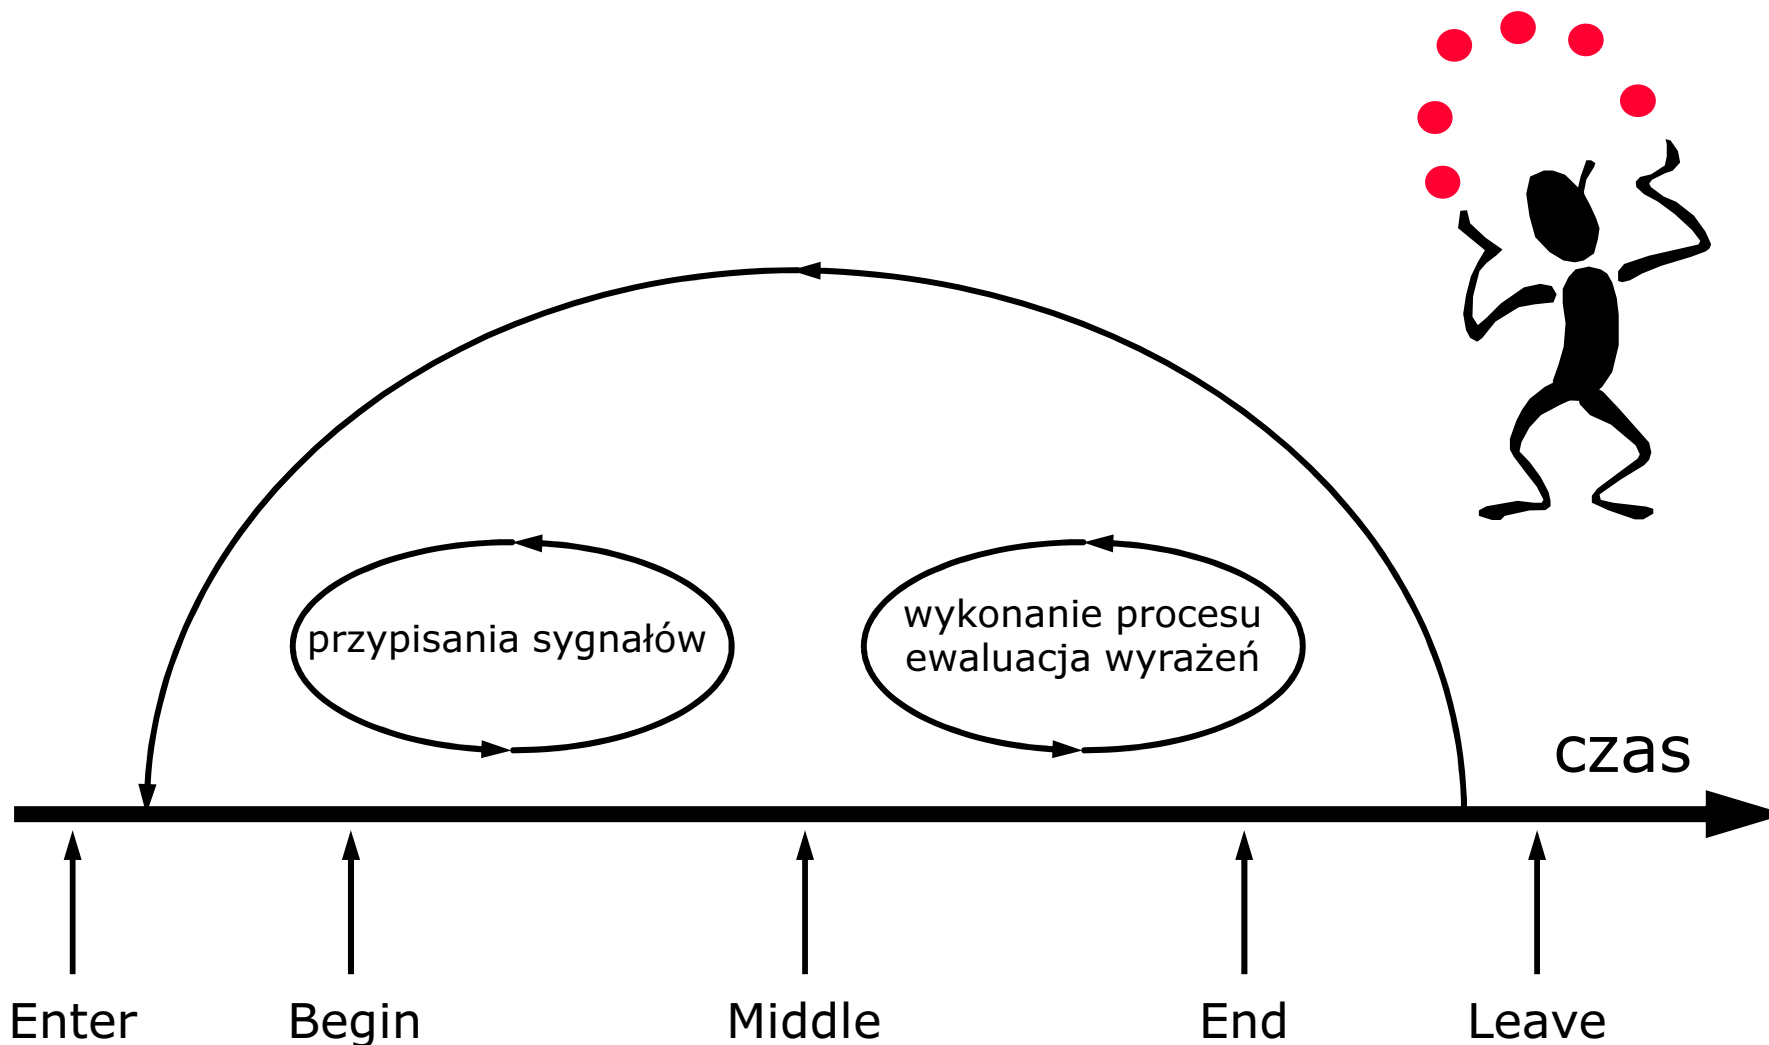 przypisania sygnałów
wykonanie procesu
ewaluacja wyrażeń
czas
Enter
Begin
Middle
End
Leave